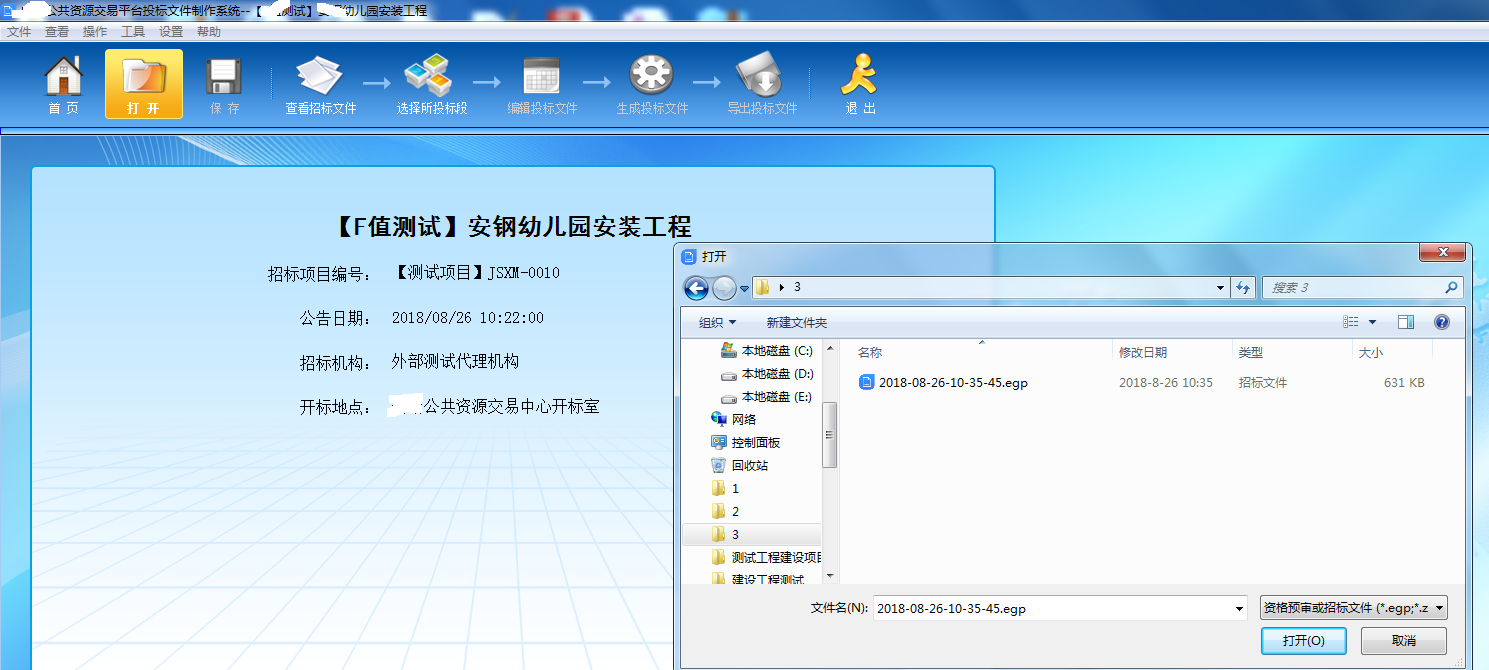 公共资源交易平台投标文件制作系统--【 测试】安 幼儿园安装工程
文件 查看 操作 工具 设置 帮助
首 页 打 开 保 存 查看招标文件 选择所投标段 编辑投标文件 生成投标文件 导出投标文件 退 出
【F值测试】安钢幼儿园安装工程
招标项目编号: 【测试项目】JSXM-0010
公告日期: 2018/08/26 10:22:00
招标机构: 外部测试代理机构
开标地点: 公共资源交易中心开标室
打开
3
搜索 3
组织 新建文件夹
名称 修改日期 类型 大小
本地磁盘 (C:)
本地磁盘 (D:)
本地磁盘 (E:)
网络
控制面板
回收站
1
2
3
测试工程建设项目
建设工程测试
2018-08-26-10-35-45.egp 2018-8-26 10:35 招标文件 631 KB
文件名(N): 2018-08-26-10-35-45.egp 资格预审或招标文件 (*.egp;*.z
打开(O) 取消